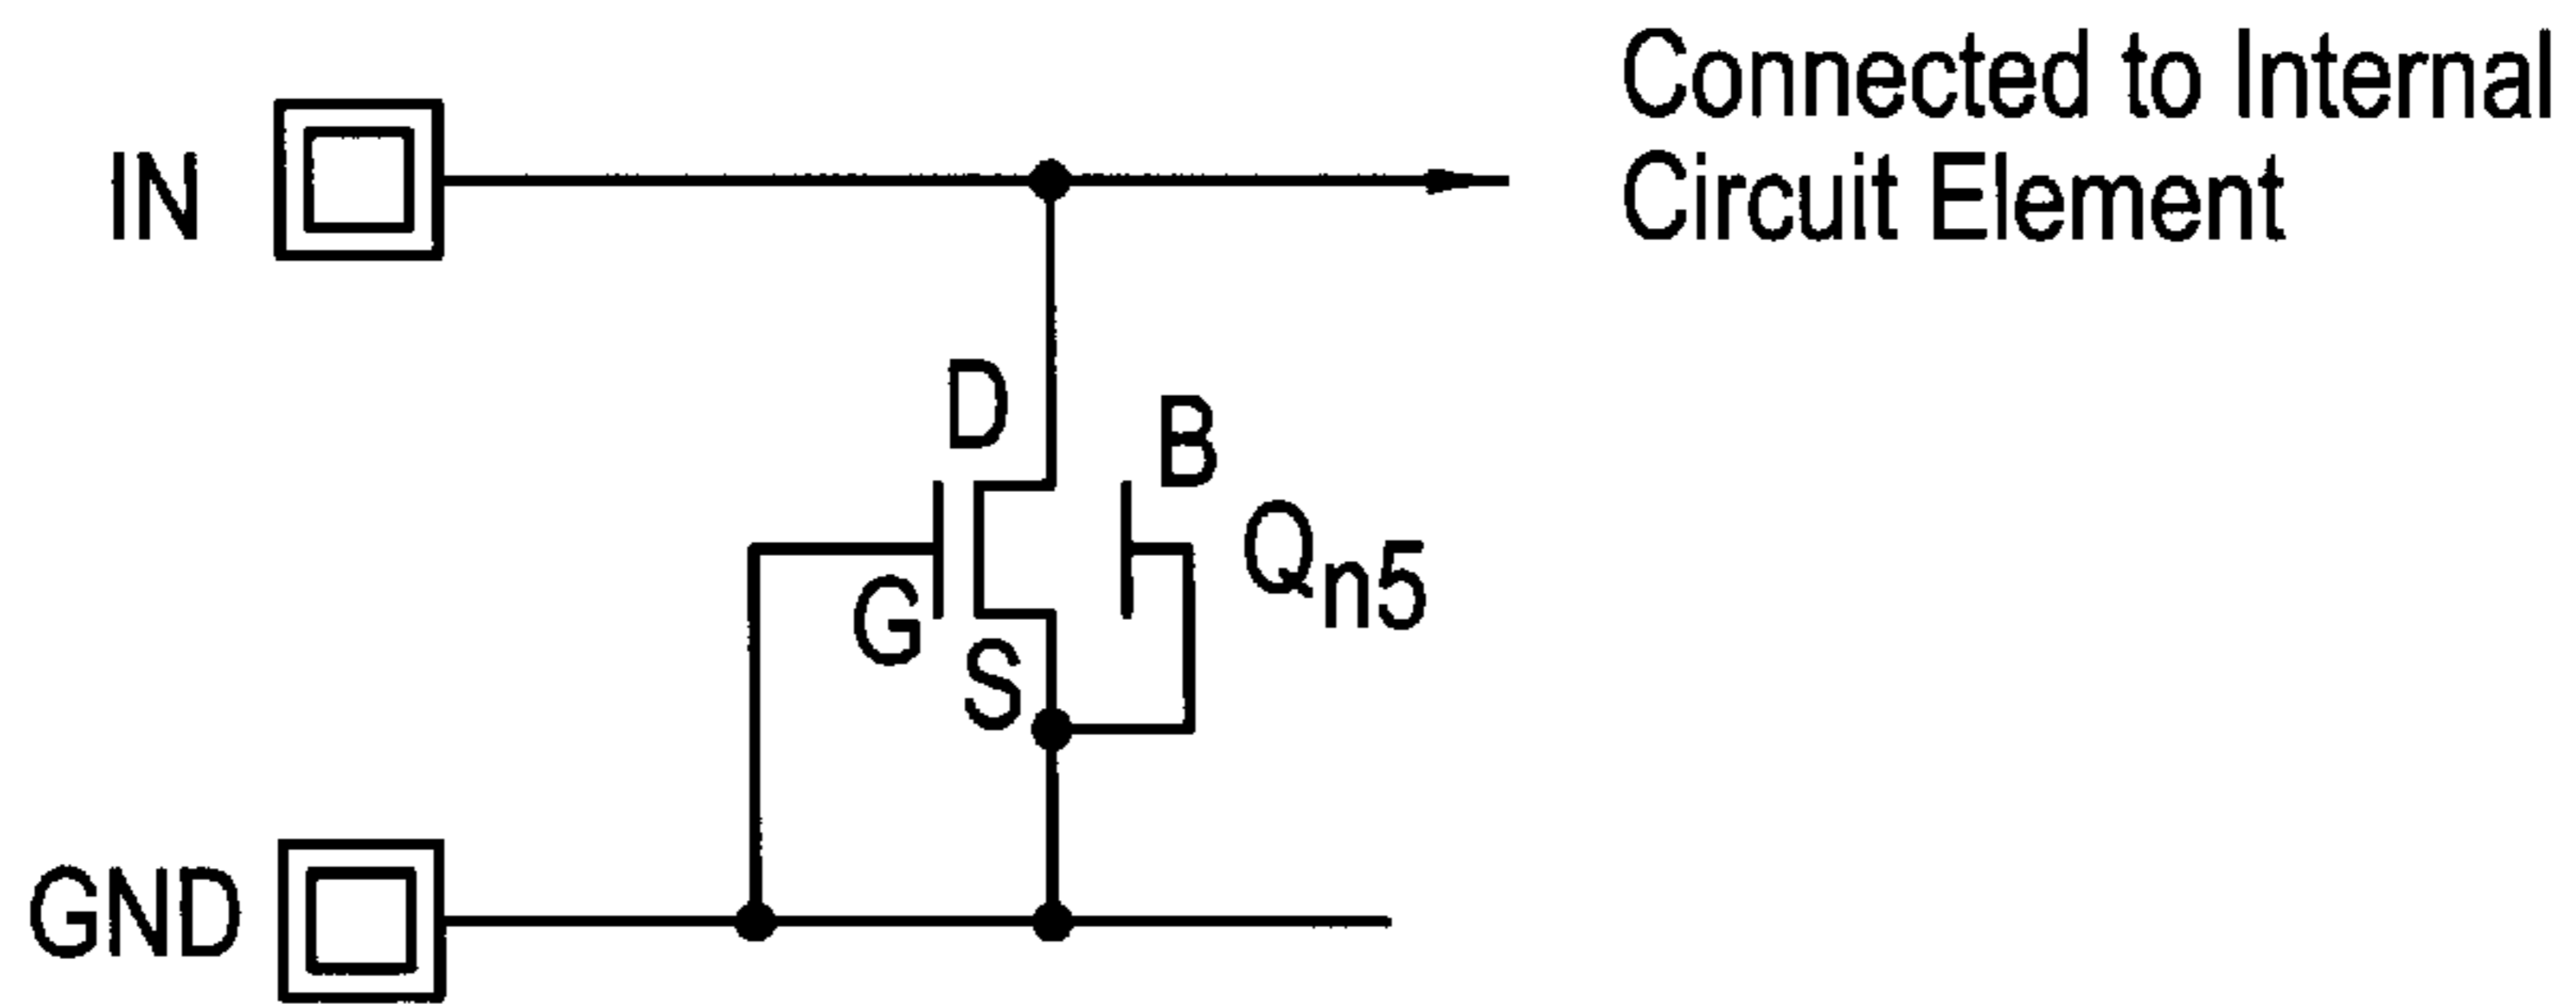 Connected to Internal
Circuit Element
IN
D
B
Qn5
G
S
GND